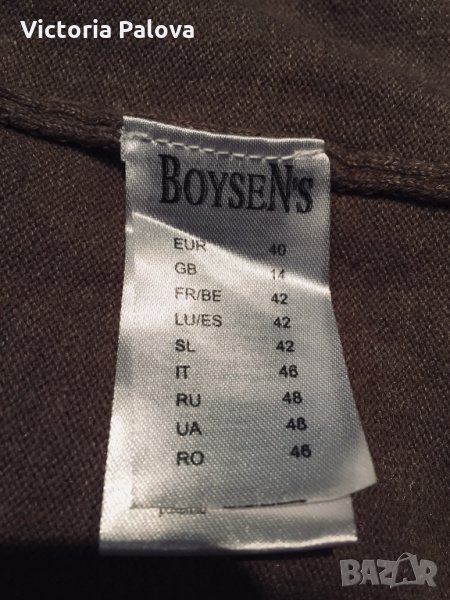 Victoria Palova
BOYSEN'S
EUR 40
GB 14
FR/BE 42
LU/ES 42
SL 42
IT 46
RU 48
UA 48
RO 46
BAZAR